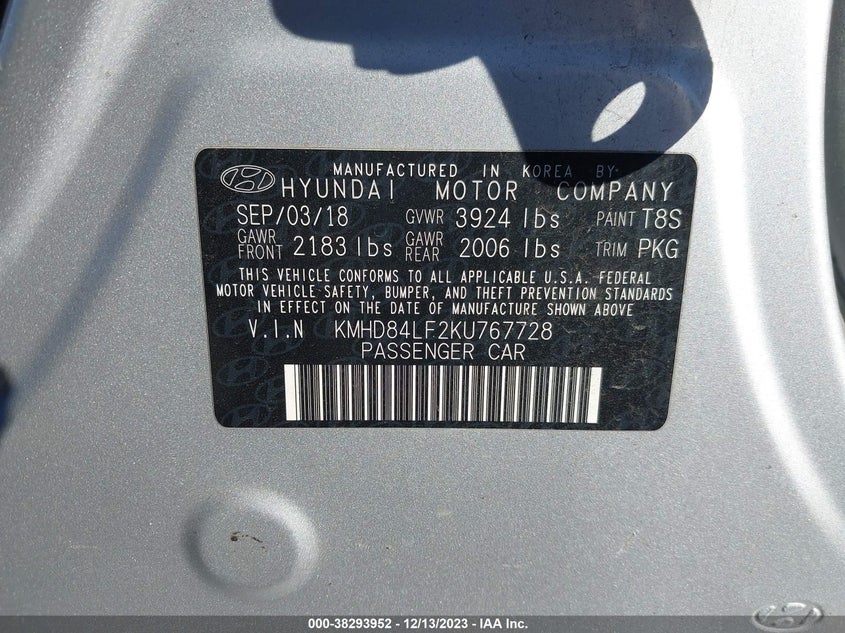 MANUFACTURED IN KOREA BY:
HYUNDAI MOTOR COMPANY
SEP/03/18 GVWR 3924 lbs PAINT T8S
GAWR FRONT 2183 lbs GAWR REAR 2006 lbs TRIM PKG
THIS VEHICLE CONFORMS TO ALL APPLICABLE U.S.A. FEDERAL
MOTOR VEHICLE SAFETY, BUMPER, AND THEFT PREVENTION STANDARDS
IN EFFECT ON THE DATE OF MANUFACTURE SHOWN ABOVE
V.I.N KMHD84LF2KU767728
PASSENGER CAR
000-38293952 - 12/13/2023 - IAA Inc.